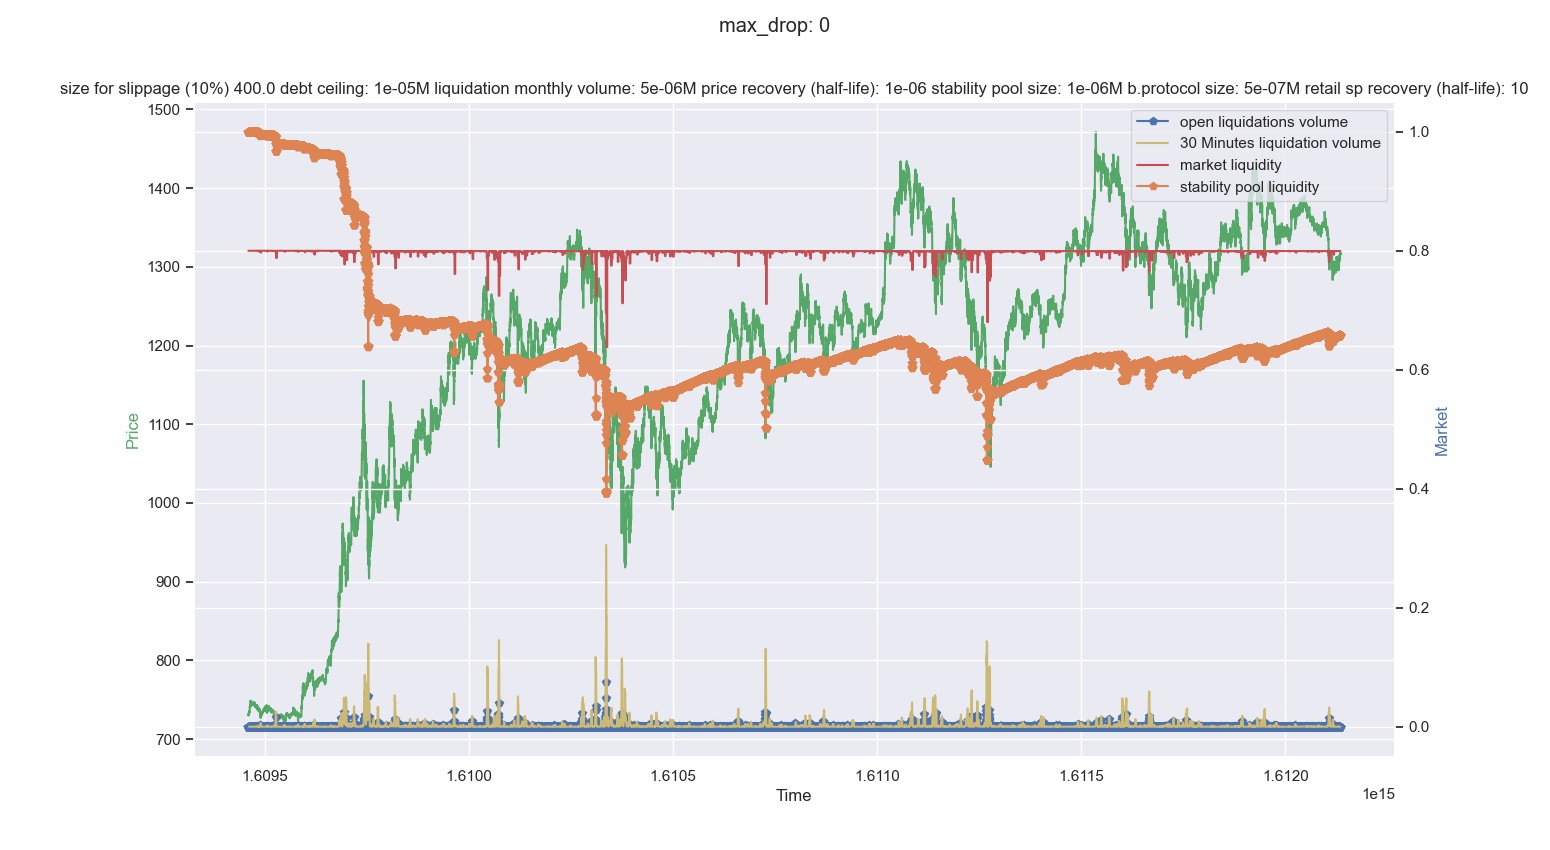 max_drop: 0
size for slippage (10%) 400.0 debt ceiling: 1e-05M liquidation monthly volume: 5e-06M price recovery (half-life): 1e-06 stability pool size: 1e-06M b.protocol size: 5e-07M retail sp recovery (half-life): 10
open liquidations volume
30 Minutes liquidation volume
market liquidity
stability pool liquidity
1500
1400
1300
1200
1100
1000
900
800
700
Price
1.0
0.8
0.6
0.4
0.2
0.0
Market
1.6095 1.6100 1.6105 1.6110 1.6115 1.6120
Time
1e15